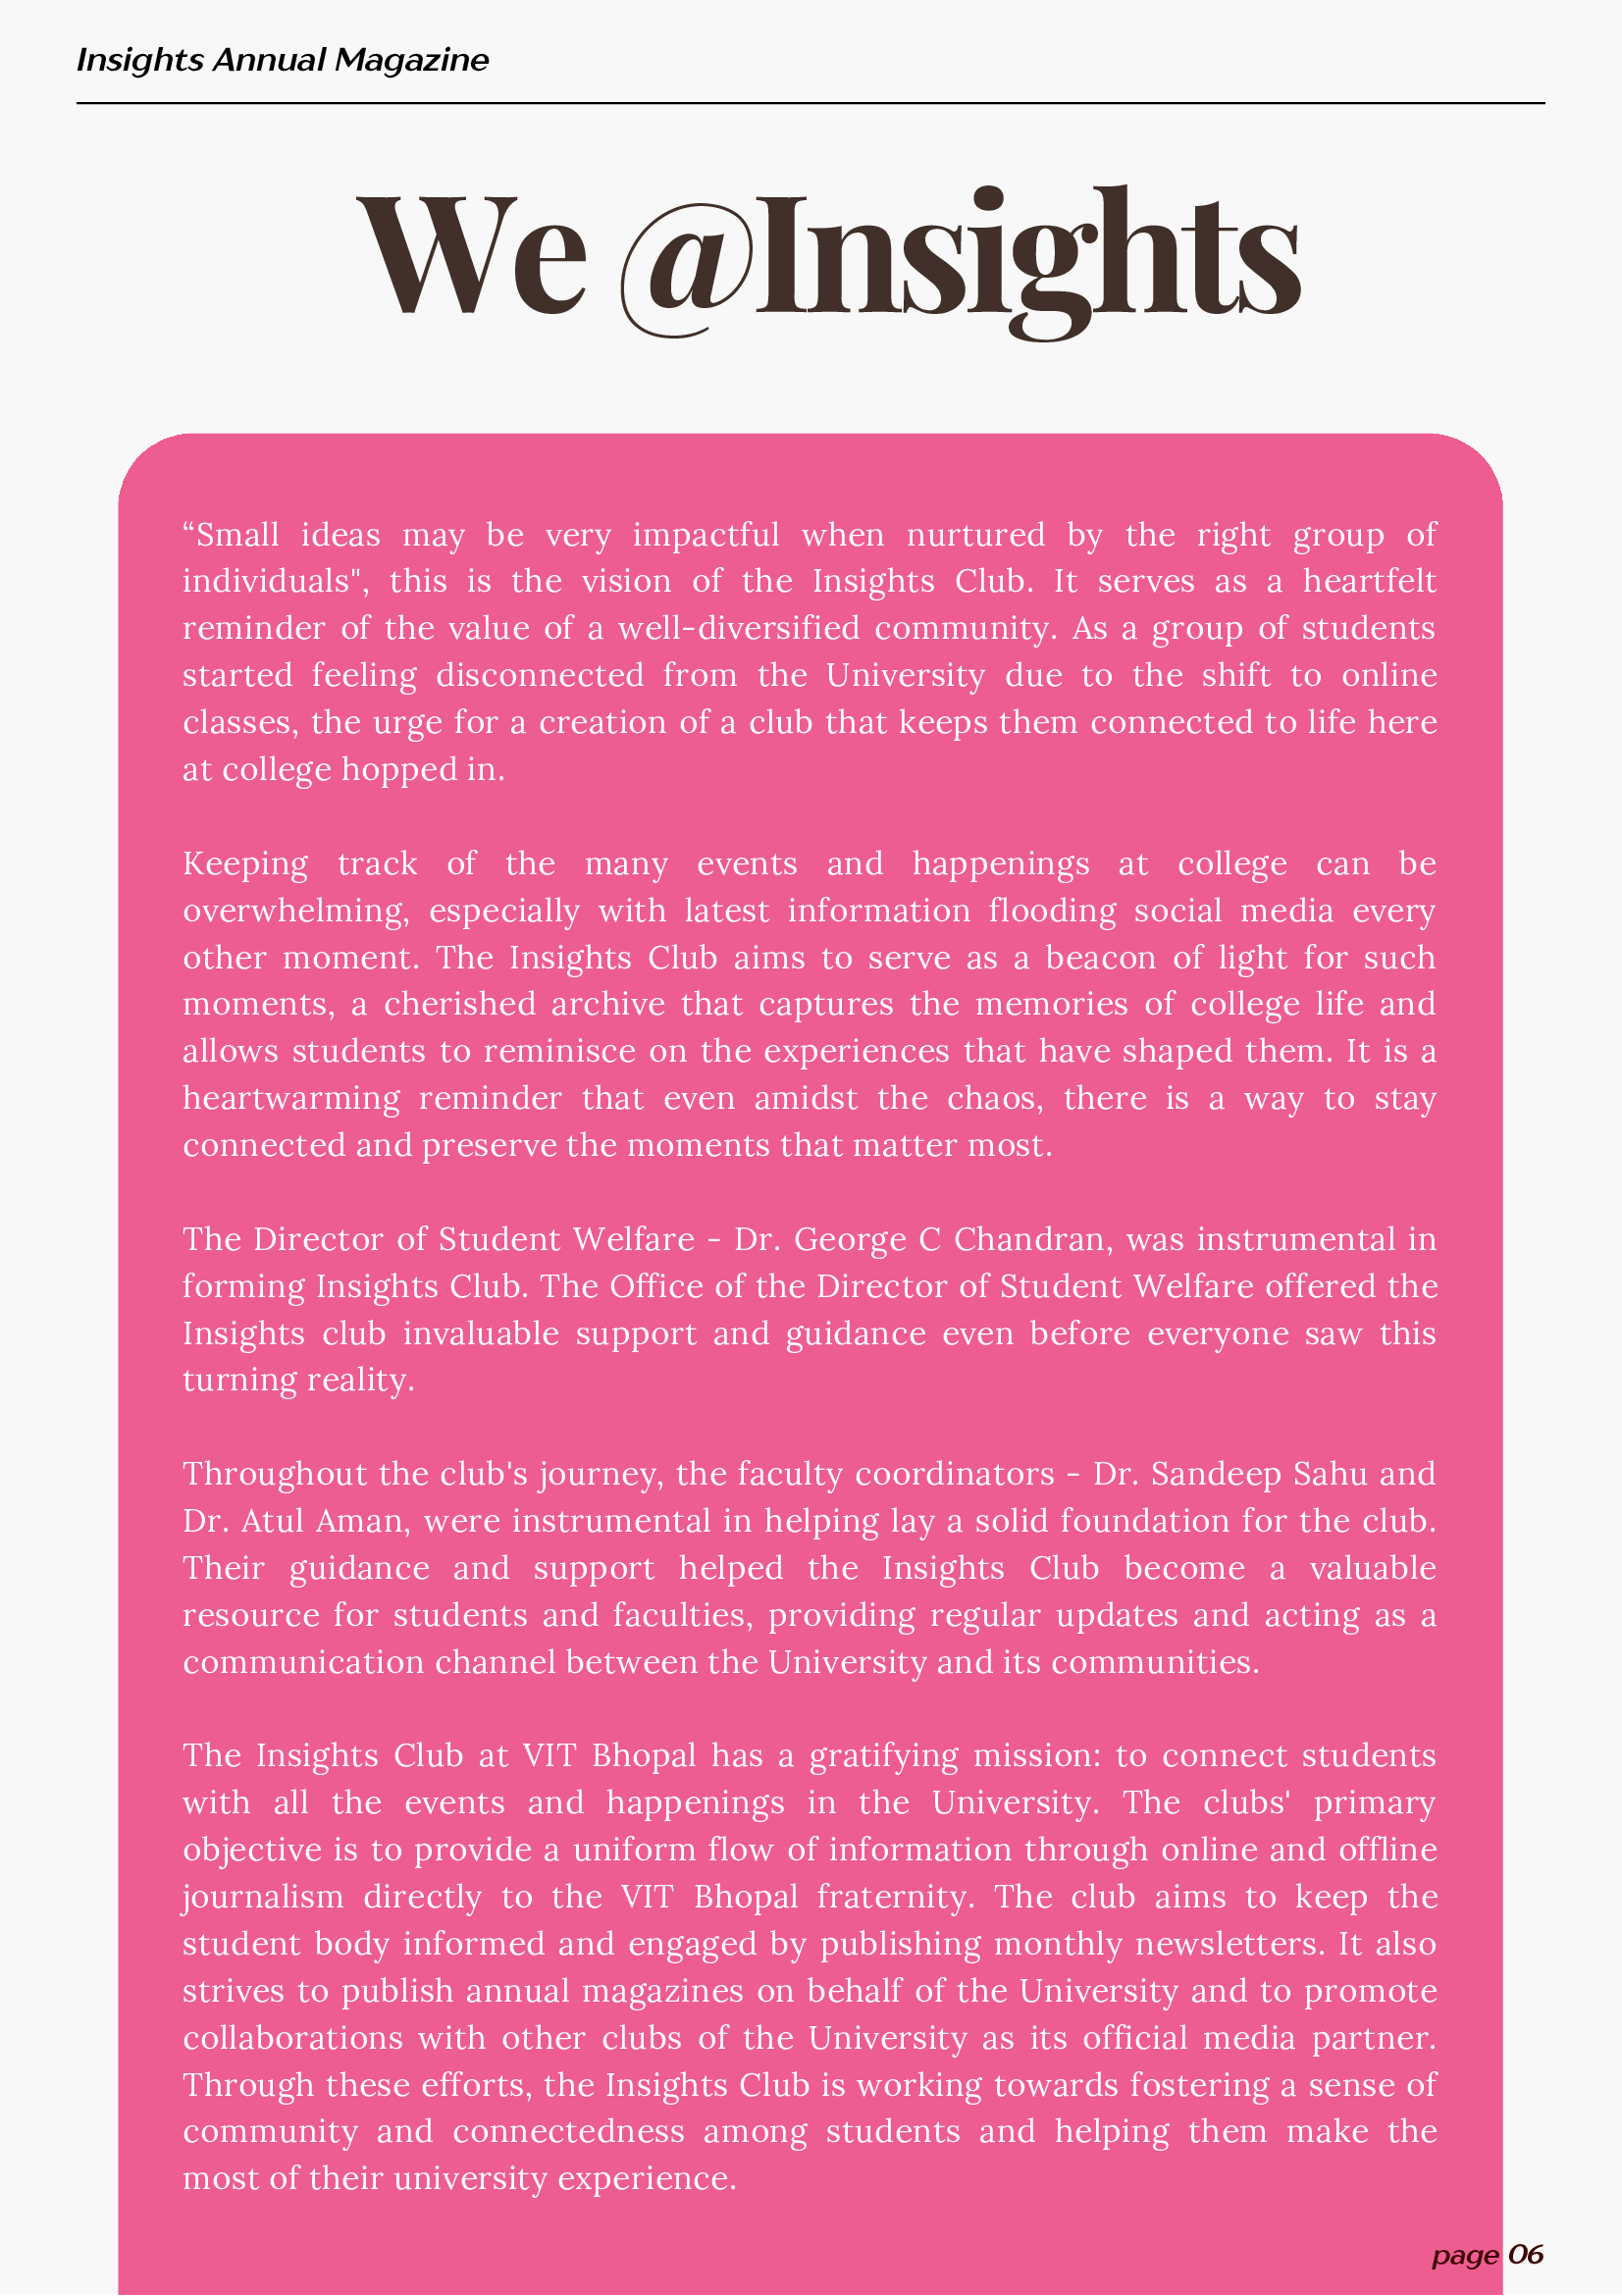 Insights Annual Magazine
We @Insights
“Small ideas may be very impactful when nurtured by the right group of
individuals", this is the vision of the Insights Club. It serves as a heartfelt
reminder of the value of a well-diversified community. As a group of students
started feeling disconnected from the University due to the shift to online
classes, the urge for a creation of a club that keeps them connected to life here
at college hopped in.
Keeping track of the many events and happenings at college can be
overwhelming, especially with latest information flooding social media every
other moment. The Insights Club aims to serve as a beacon of light for such
moments, a cherished archive that captures the memories of college life and
allows students to reminisce on the experiences that have shaped them. It is a
heartwarming reminder that even amidst the chaos, there is a way to stay
connected and preserve the moments that matter most.
The Director of Student Welfare - Dr. George C Chandran, was instrumental in
forming Insights Club. The Office of the Director of Student Welfare offered the
Insights club invaluable support and guidance even before everyone saw this
turning reality.
Throughout the club's journey, the faculty coordinators - Dr. Sandeep Sahu and
Dr. Atul Aman, were instrumental in helping lay a solid foundation for the club.
Their guidance and support helped the Insights Club become a valuable
resource for students and faculties, providing regular updates and acting as a
communication channel between the University and its communities.
The Insights Club at VIT Bhopal has a gratifying mission: to connect students
with all the events and happenings in the University. The clubs' primary
objective is to provide a uniform flow of information through online and offline
journalism directly to the VIT Bhopal fraternity. The club aims to keep the
student body informed and engaged by publishing monthly newsletters. It also
strives to publish annual magazines on behalf of the University and to promote
collaborations with other clubs of the University as its official media partner.
Through these efforts, the Insights Club is working towards fostering a sense of
community and connectedness among students and helping them make the
most of their university experience.
page 06